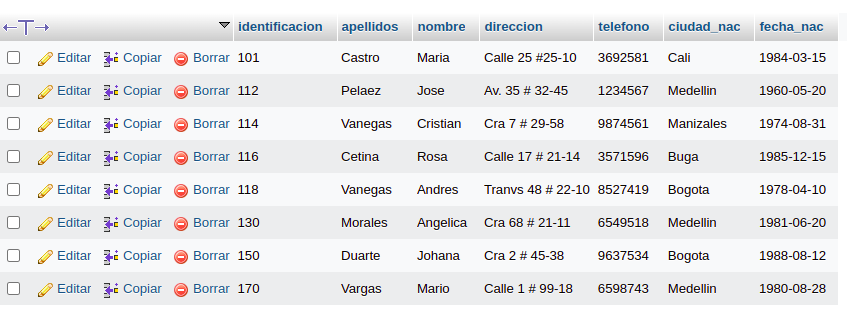 identificacion apellidos nombre direccion telefono ciudad_nac fecha_nac
Editar Copiar Borrar 101 Castro Maria Calle 25 #25-10 3692581 Cali 1984-03-15
Editar Copiar Borrar 112 Pelaez Jose Av. 35 # 32-45 1234567 Medellin 1960-05-20
Editar Copiar Borrar 114 Vanegas Cristian Cra 7 # 29-58 9874561 Manizales 1974-08-31
Editar Copiar Borrar 116 Cetina Rosa Calle 17 # 21-14 3571596 Buga 1985-12-15
Editar Copiar Borrar 118 Vanegas Andres Tranvs 48 # 22-10 8527419 Bogota 1978-04-10
Editar Copiar Borrar 130 Morales Angelica Cra 68 # 21-11 6549518 Medellin 1981-06-20
Editar Copiar Borrar 150 Duarte Johana Cra 2 # 45-38 9637534 Bogota 1988-08-12
Editar Copiar Borrar 170 Vargas Mario Calle 1 # 99-18 6598743 Medellin 1980-08-28